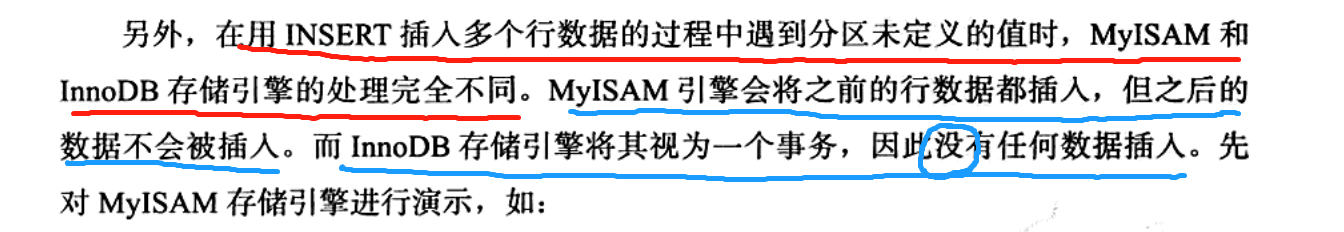 另外，在用 INSERT 插入多个行数据的过程中遇到分区未定义的值时，MyISAM 和
InnoDB 存储引擎的处理完全不同。MyISAM 引擎会将之前的行数据都插入，但之后的
数据不会被插入。而 InnoDB 存储引擎将其视为一个事务，因此没有任何数据插入。先
对 MyISAM 存储引擎进行演示，如：